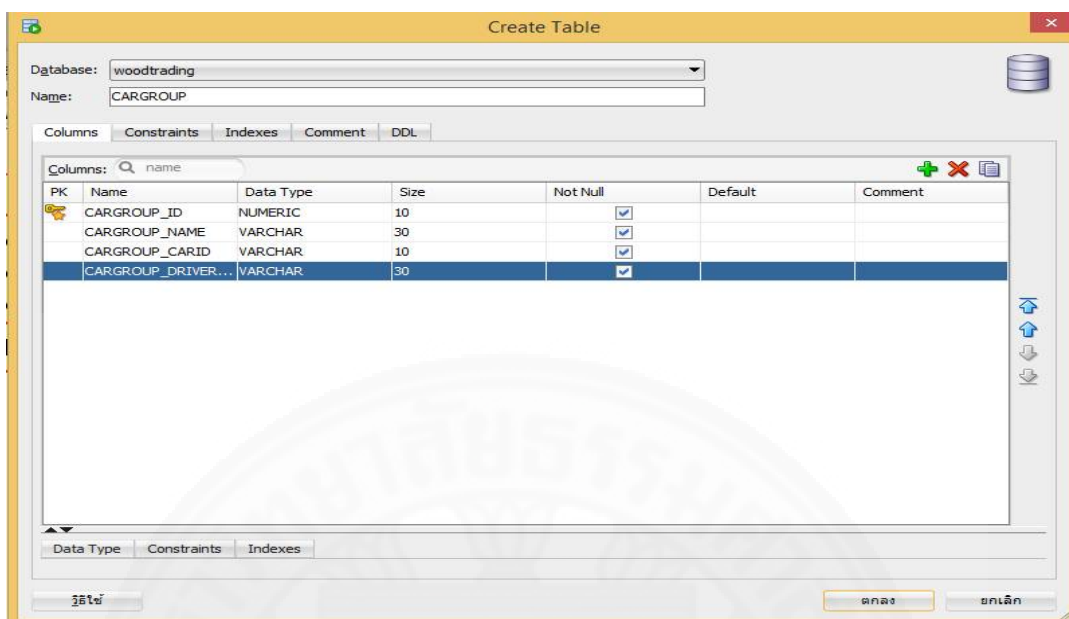 Create Table
Database: woodtrading
Name: CARGROUP
Columns Constraints Indexes Comment DDL
Columns: name
PK Name Data Type Size Not Null Default Comment
CARGROUP_ID NUMERIC 10
CARGROUP_NAME VARCHAR 30
CARGROUP_CARID VARCHAR 10
CARGROUP_DRIVER... VARCHAR 30
Data Type Constraints Indexes
วิธีใช้ ตกลง ยกเลิก